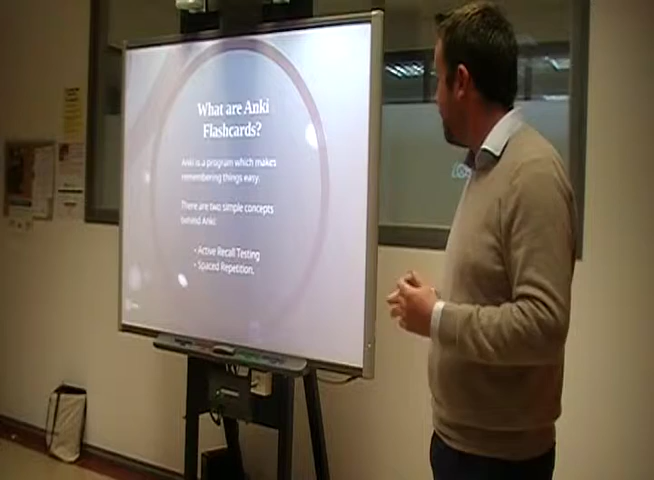 What are Anki
Flashcards?
Anki is a program which makes
remembering things easy.
There are two simple concepts
behind Anki:
- Active Recall Testing
- Spaced Repetition.